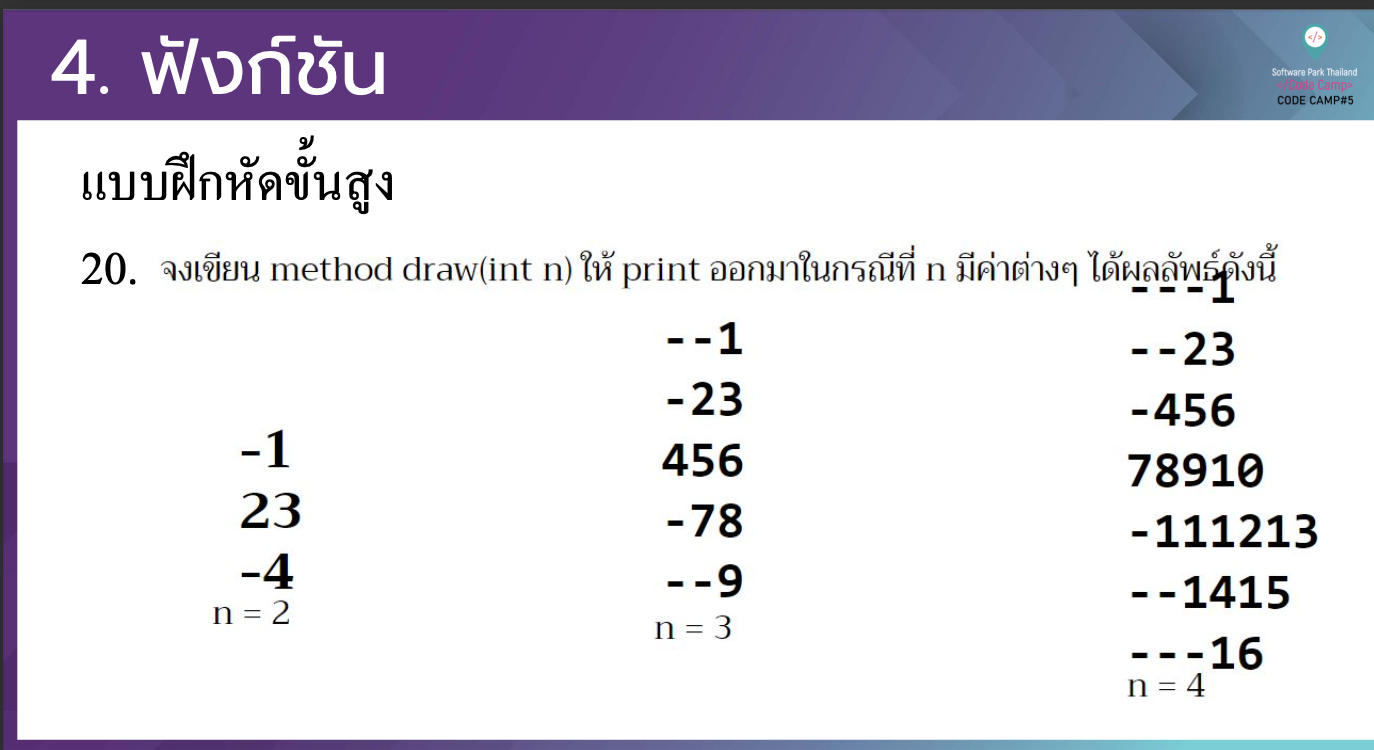 4. ฟังก์ชัน
</>
Software Park Thailand
</Code Camp>
CODE CAMP#5
แบบฝึกหัดขั้นสูง
20. จงเขียน method draw(int n) ให้ print ออกมาในกรณีที่ n มีค่าต่างๆ ได้ผลลัพธ์ดังนี้
-1
23
-4
n = 2
--1
-23
456
-78
--9
n = 3
---1
--23
-456
78910
-111213
--1415
---16
n = 4